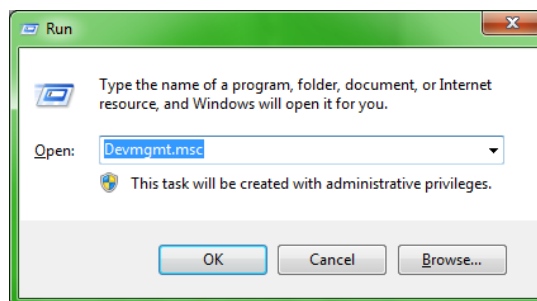 Run
Type the name of a program, folder, document, or Internet
resource, and Windows will open it for you.
Open: Devmgmt.msc
This task will be created with administrative privileges.
OK Cancel Browse...